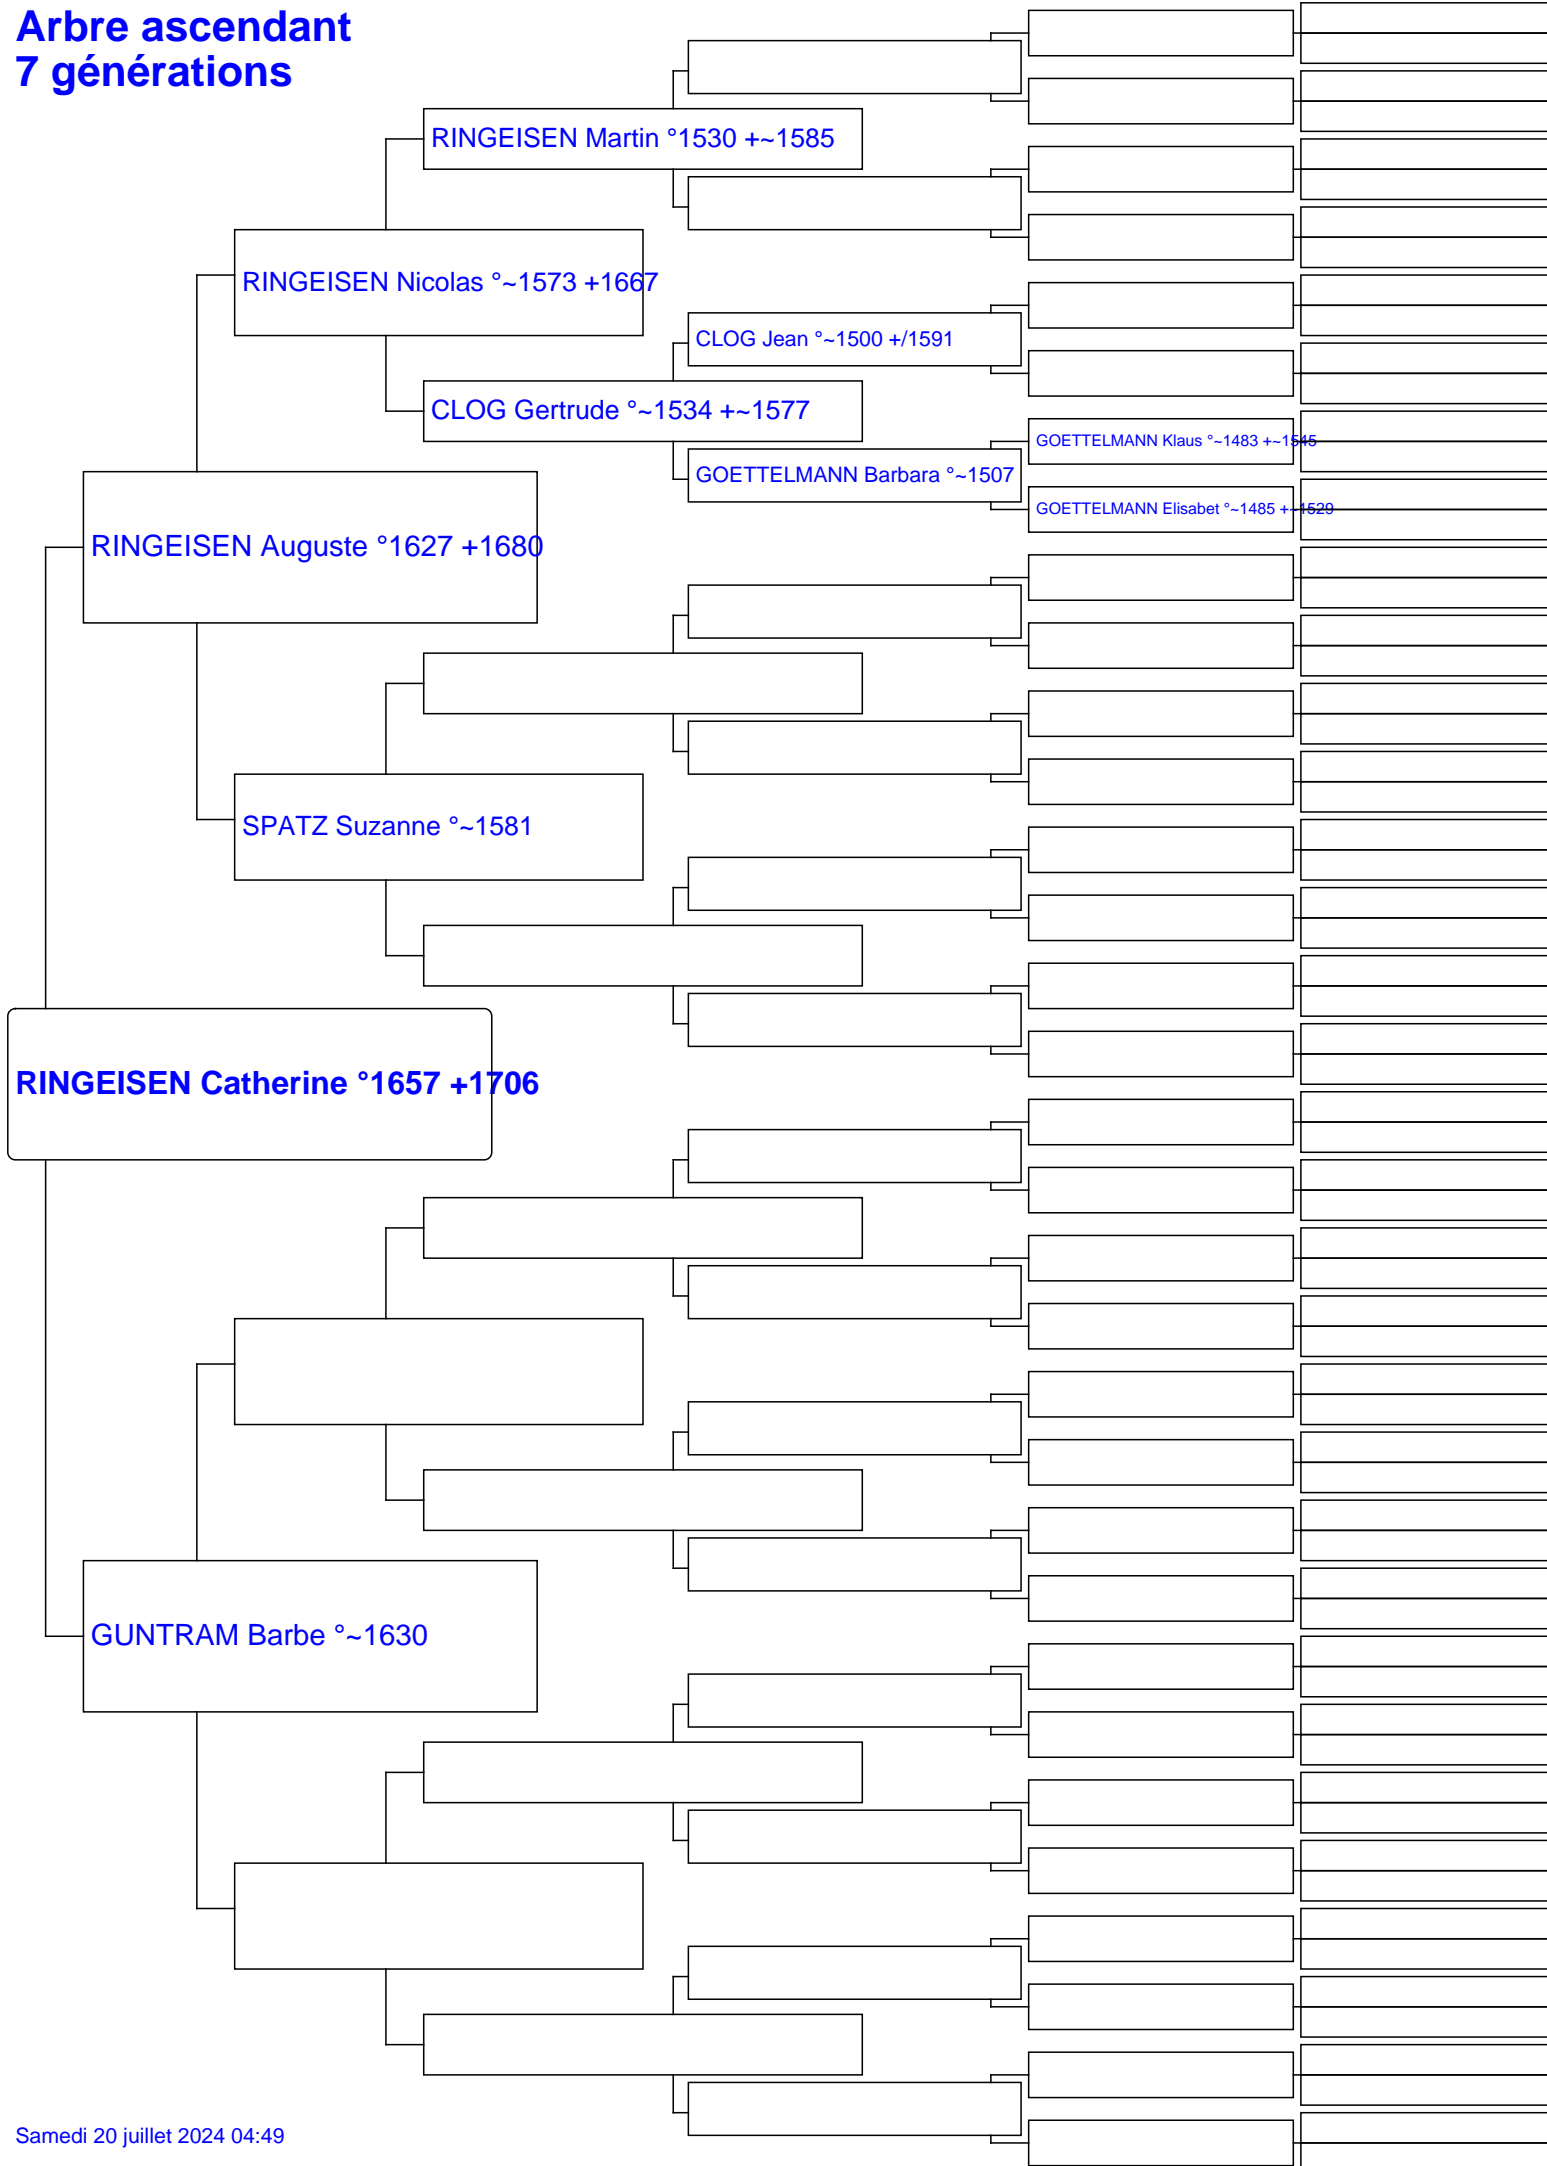 Arbre ascendant
7 générations
RINGEISEN Martin °1530 +~1585
RINGEISEN Nicolas °~1573 +1667
CLOG Jean °~1500 +/1591
CLOG Gertrude °~1534 +~1577
GOETTELMANN Klaus °~1483 +~1545
GOETTELMANN Barbara °~1507
GOETTELMANN Elisabet °~1485 +~1529
RINGEISEN Auguste °1627 +1680
SPATZ Suzanne °~1581
RINGEISEN Catherine °1657 +1706
GUNTRAM Barbe °~1630
Samedi 20 juillet 2024 04:49